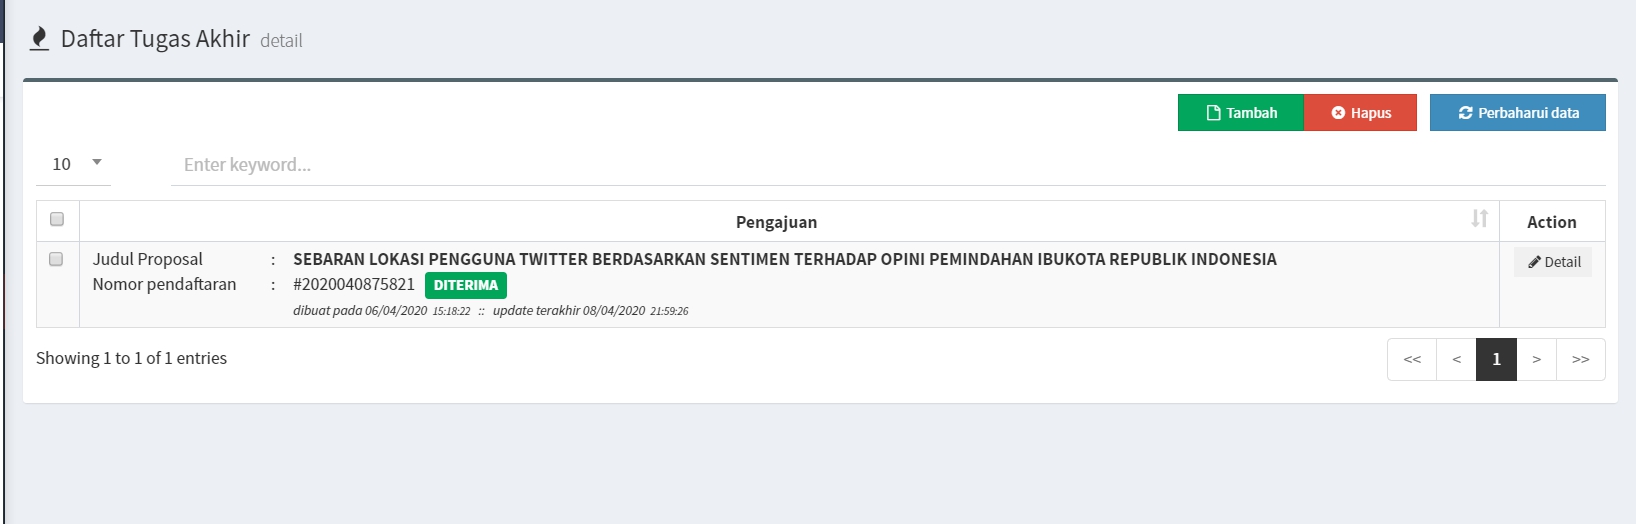 Daftar Tugas Akhir detail
Tambah Hapus Perbaharui data
10 Enter keyword...
Pengajuan Action
Judul Proposal : SEBARAN LOKASI PENGGUNA TWITTER BERDASARKAN SENTIMEN TERHADAP OPINI PEMINDAHAN IBUKOTA REPUBLIK INDONESIA Detail
Nomor pendaftaran : #2020040875821 DITERIMA
dibuat pada 06/04/2020 15:18:22 :: update terakhir 08/04/2020 21:59:26
Showing 1 to 1 of 1 entries << < 1 > >>